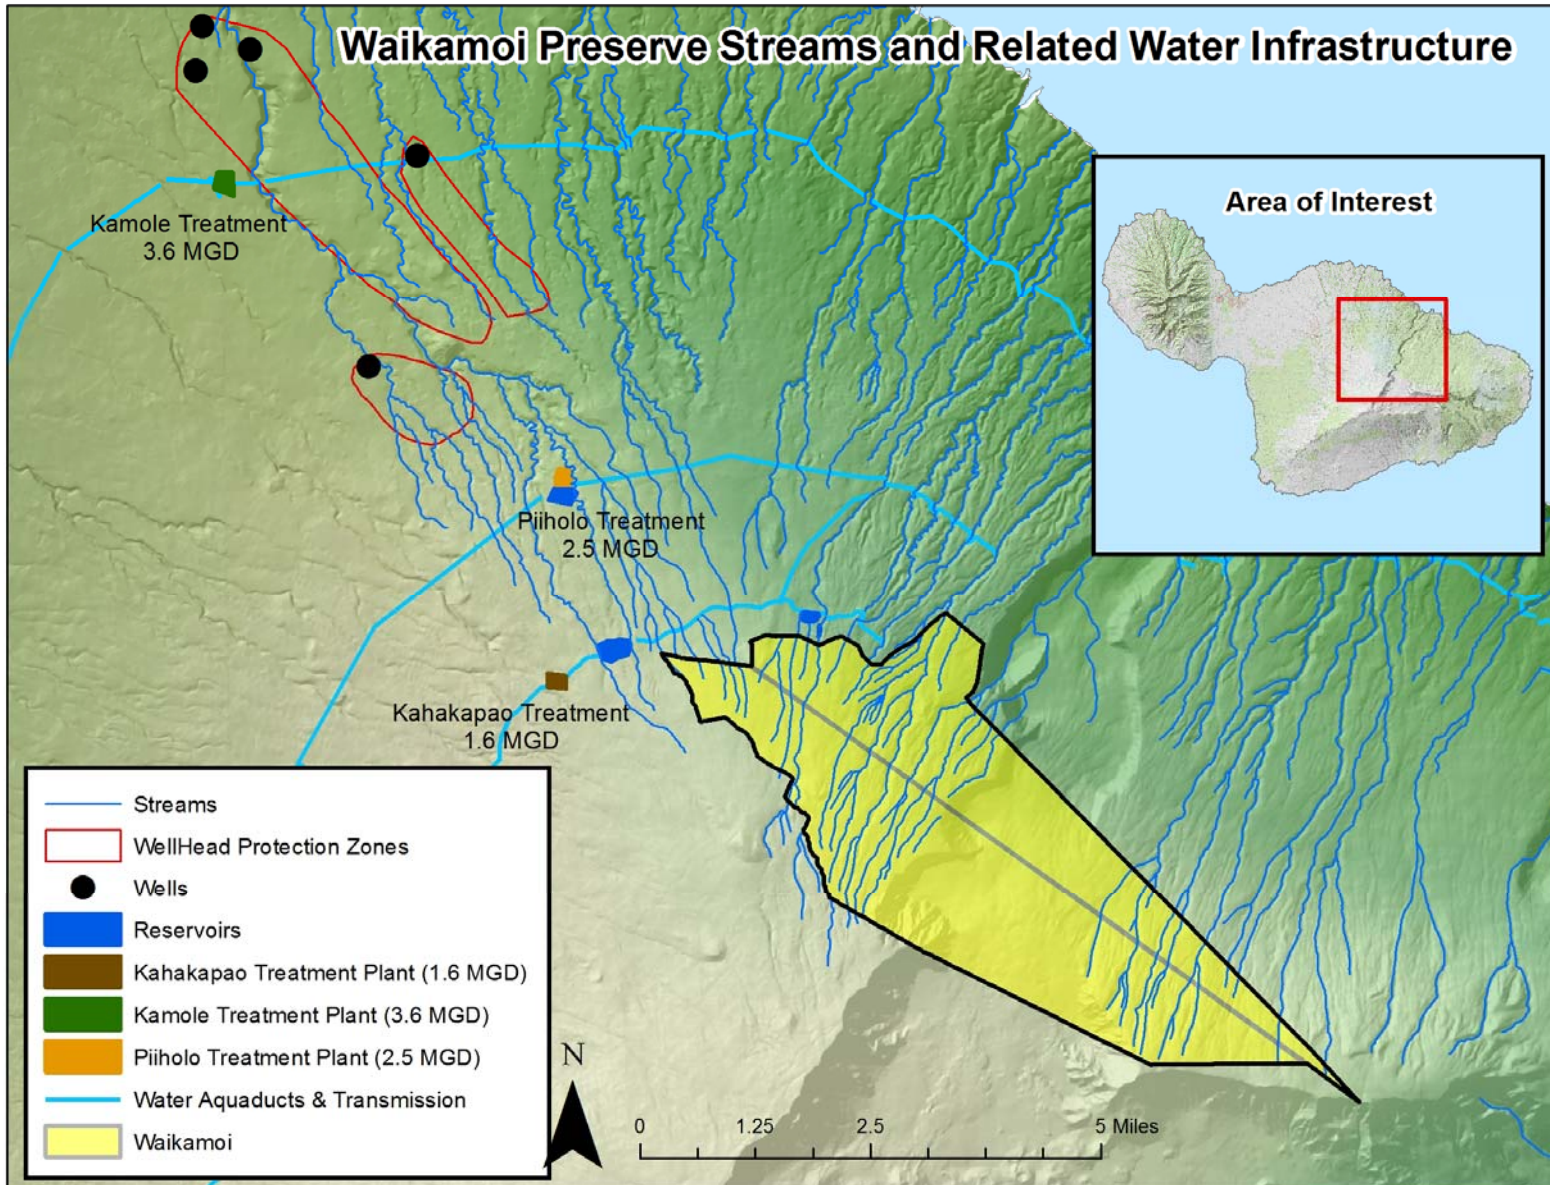 Waikamoi Preserve Streams and Related Water Infrastructure
Area of Interest
Kamole Treatment
3.6 MGD
Piiholo Treatment
2.5 MGD
Kahakapao Treatment
1.6 MGD
Streams
WellHead Protection Zones
Wells
Reservoirs
Kahakapao Treatment Plant (1.6 MGD)
Kamole Treatment Plant (3.6 MGD)
Piiholo Treatment Plant (2.5 MGD)
Water Aquaducts & Transmission
Waikamoi
N
0 1.25 2.5 5 Miles